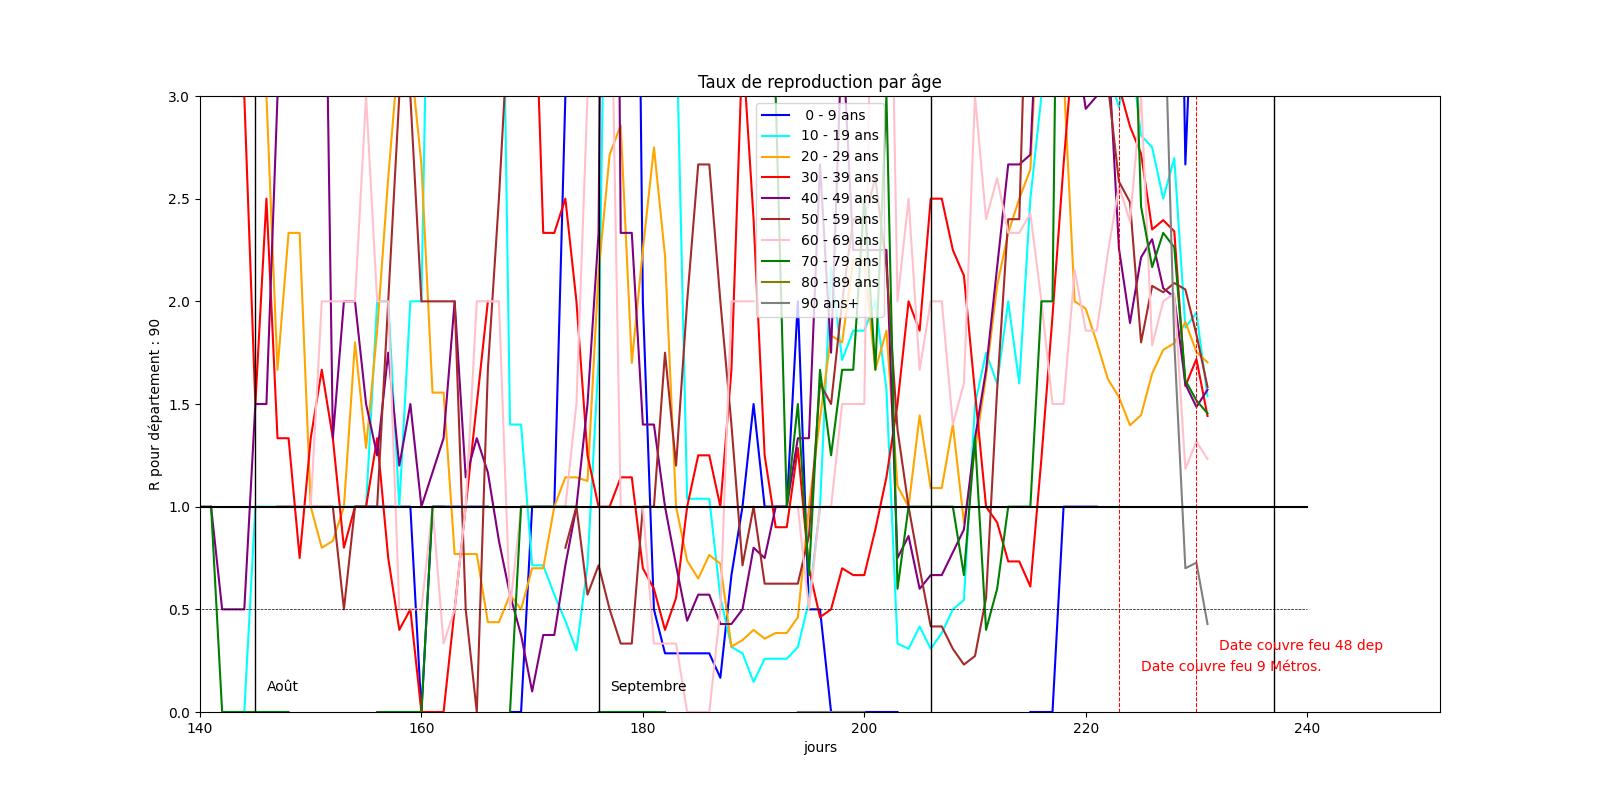 Taux de reproduction par âge
R pour département : 90
3.0
2.5
2.0
1.5
1.0
0.5
0.0
0 - 9 ans
10 - 19 ans
20 - 29 ans
30 - 39 ans
40 - 49 ans
50 - 59 ans
60 - 69 ans
70 - 79 ans
80 - 89 ans
90 ans+
Date couvre feu 48 dep
Date couvre feu 9 Métros.
Août
Septembre
140
160
180
200
220
240
jours